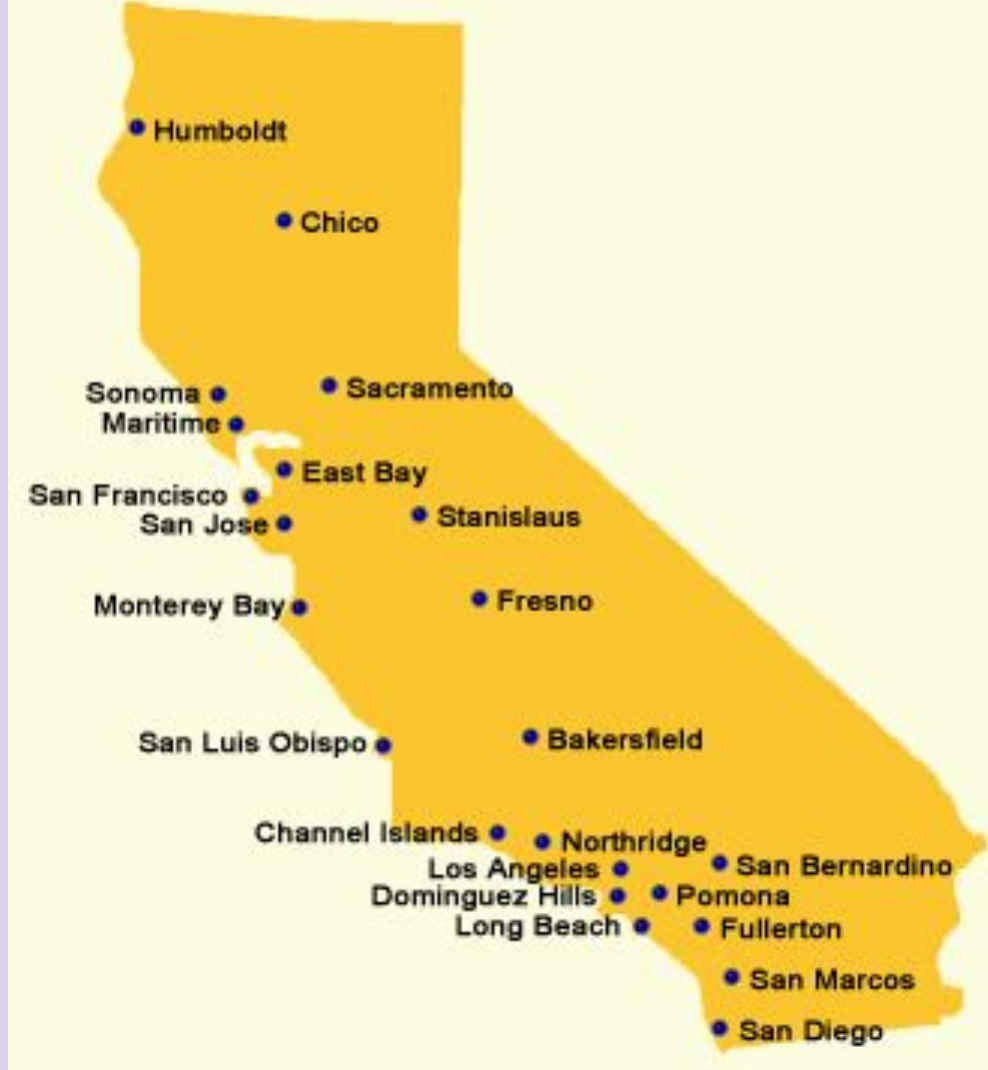 Humboldt
Chico
Sonoma
Sacramento
Maritime
East Bay
San Francisco
Stanislaus
San Jose
Fresno
Monterey Bay
San Luis Obispo
Bakersfield
Channel Islands
Northridge
San Bernardino
Los Angeles
Dominguez Hills
Pomona
Long Beach
Fullerton
San Marcos
San Diego